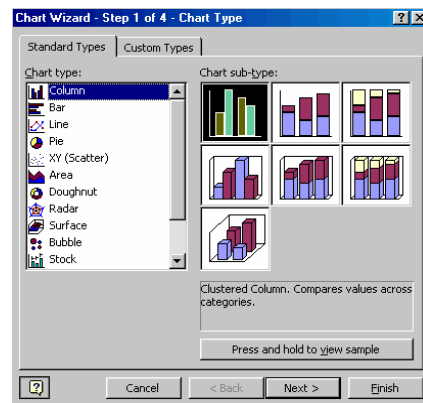 Chart Wizard - Step 1 of 4 - Chart Type
Standard Types
Custom Types
Chart type:
Column
Bar
Line
Pie
XY (Scatter)
Area
Doughnut
Radar
Surface
Bubble
Stock
Chart sub-type:
Clustered Column. Compares values across
categories.
Press and hold to view sample
Cancel
< Back
Next >
Finish